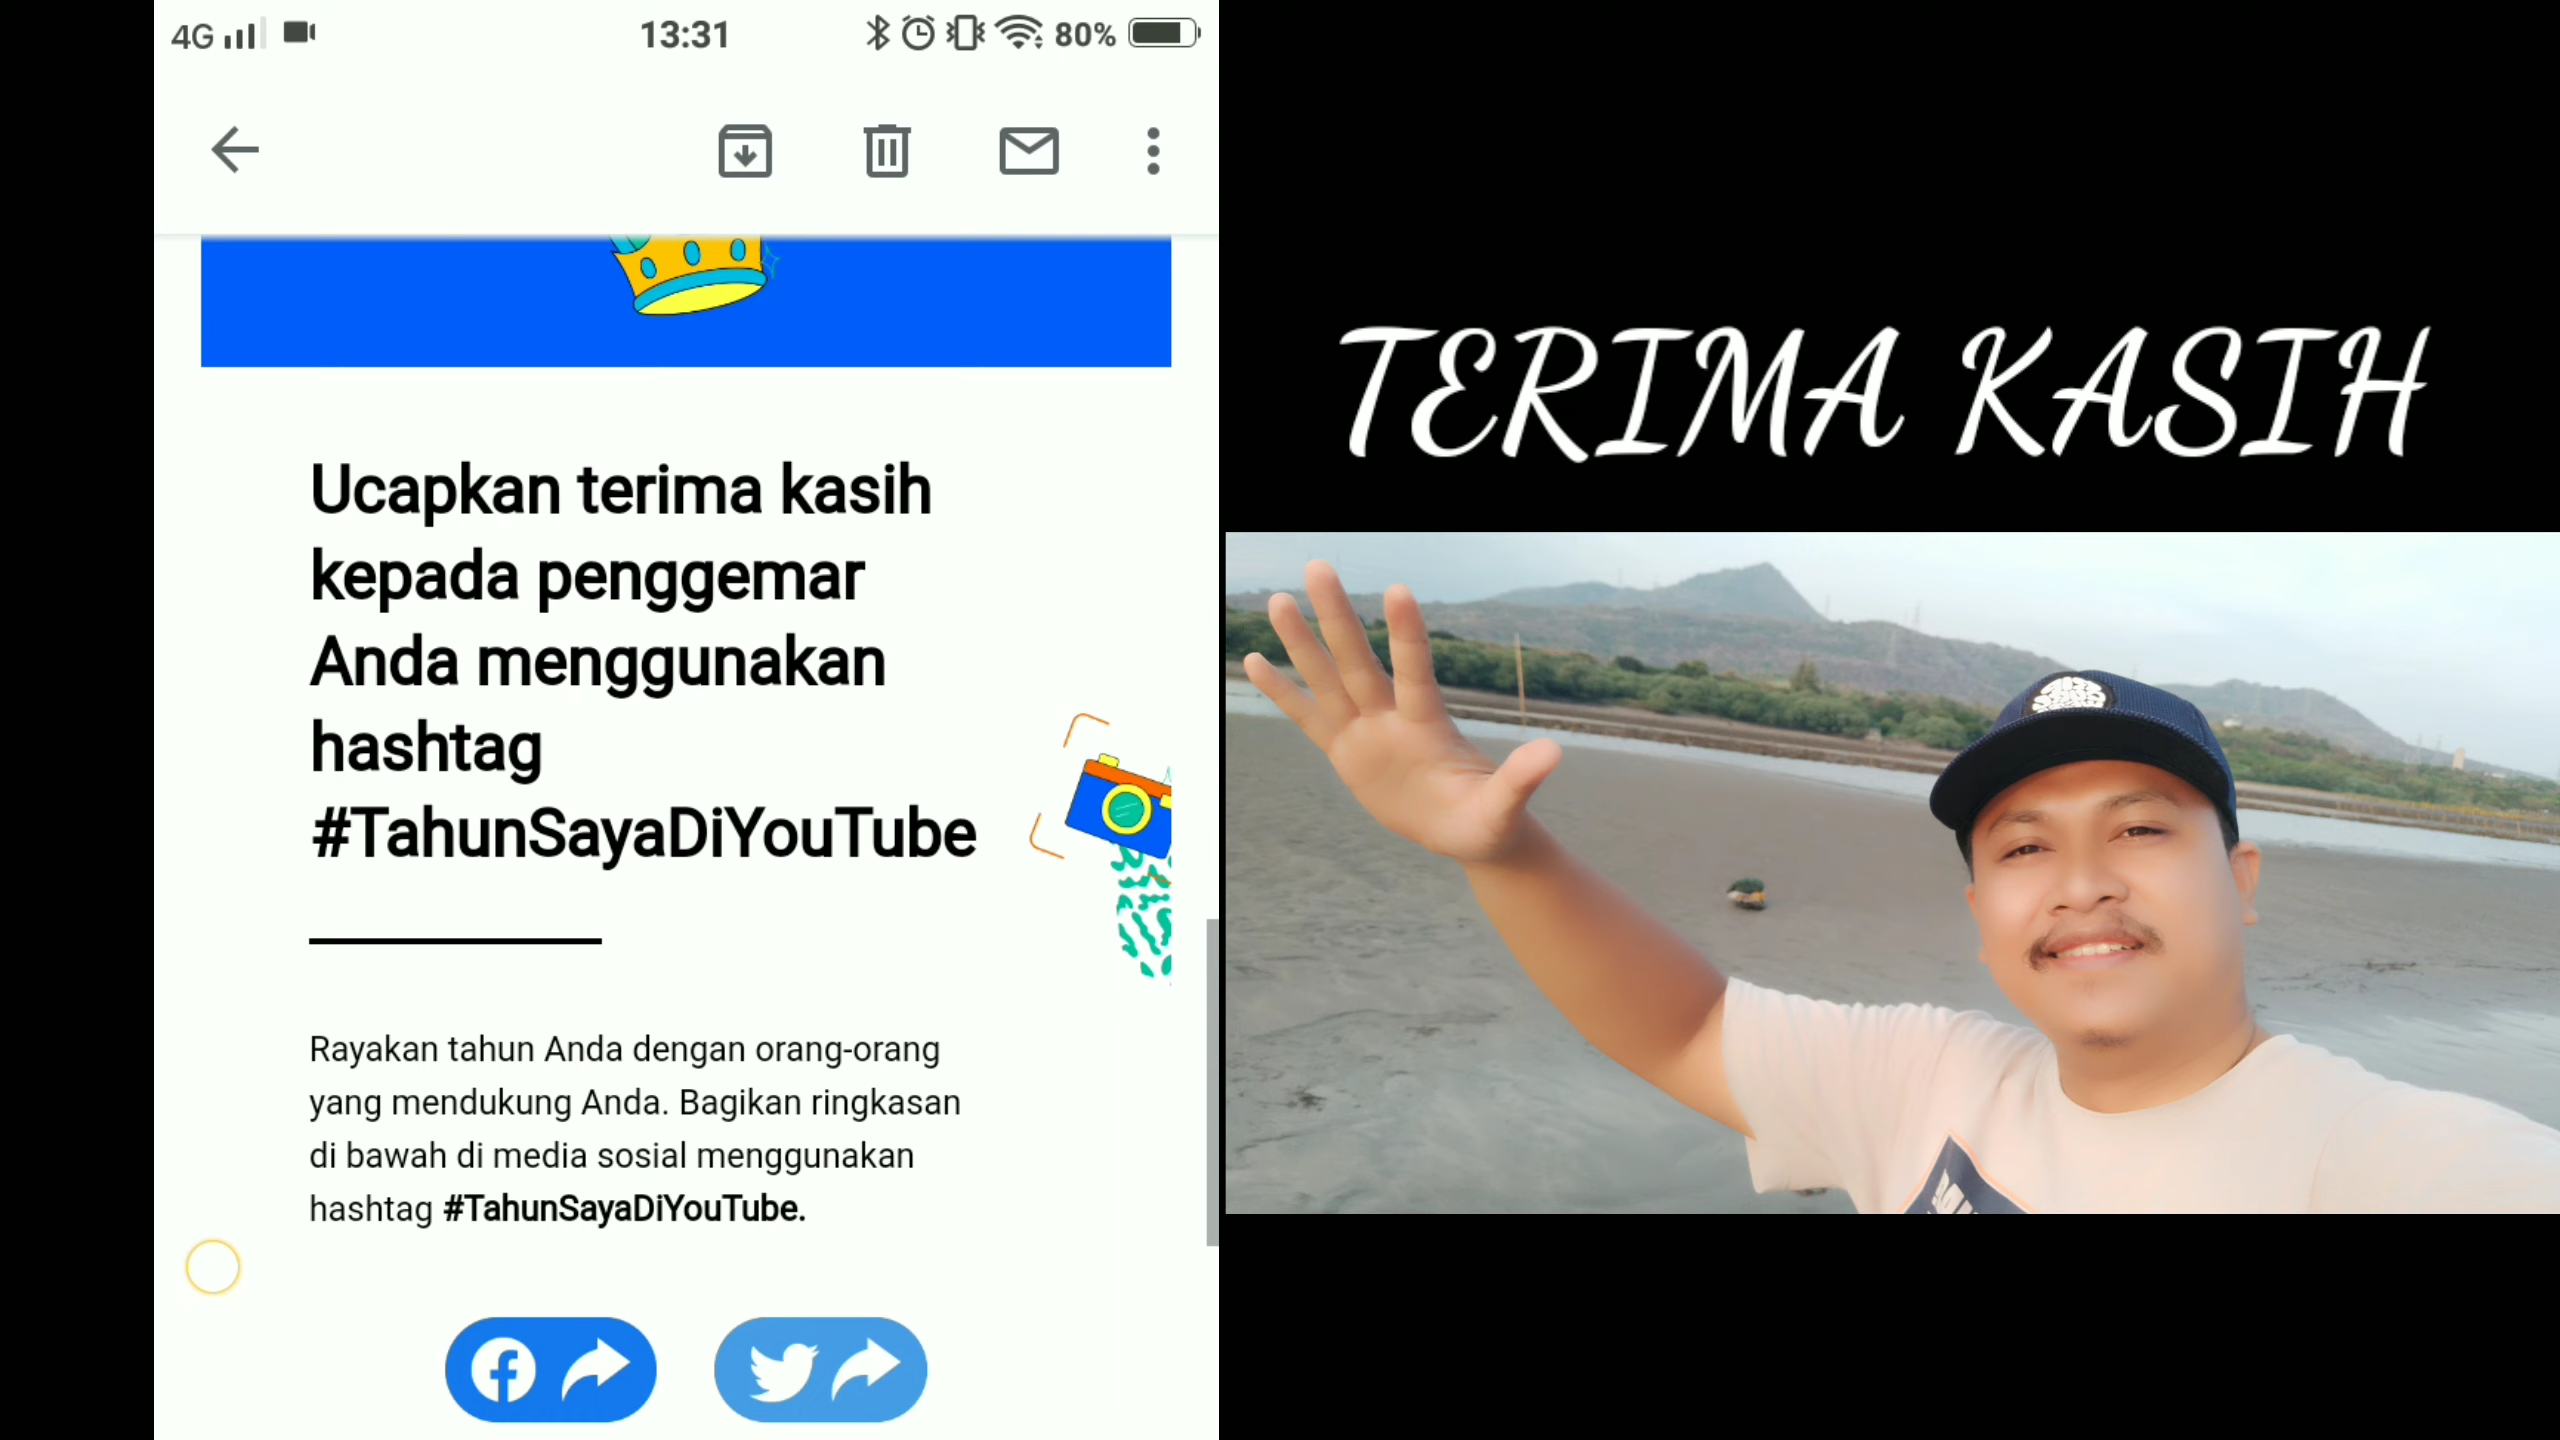 4G
13:31
80%
Ucapkan terima kasih
kepada penggemar
Anda menggunakan
hashtag
#TahunSayaDiYouTube
Rayakan tahun Anda dengan orang-orang
yang mendukung Anda. Bagikan ringkasan
di bawah di media sosial menggunakan
hashtag #TahunSayaDiYouTube.
TERIMA KASIH